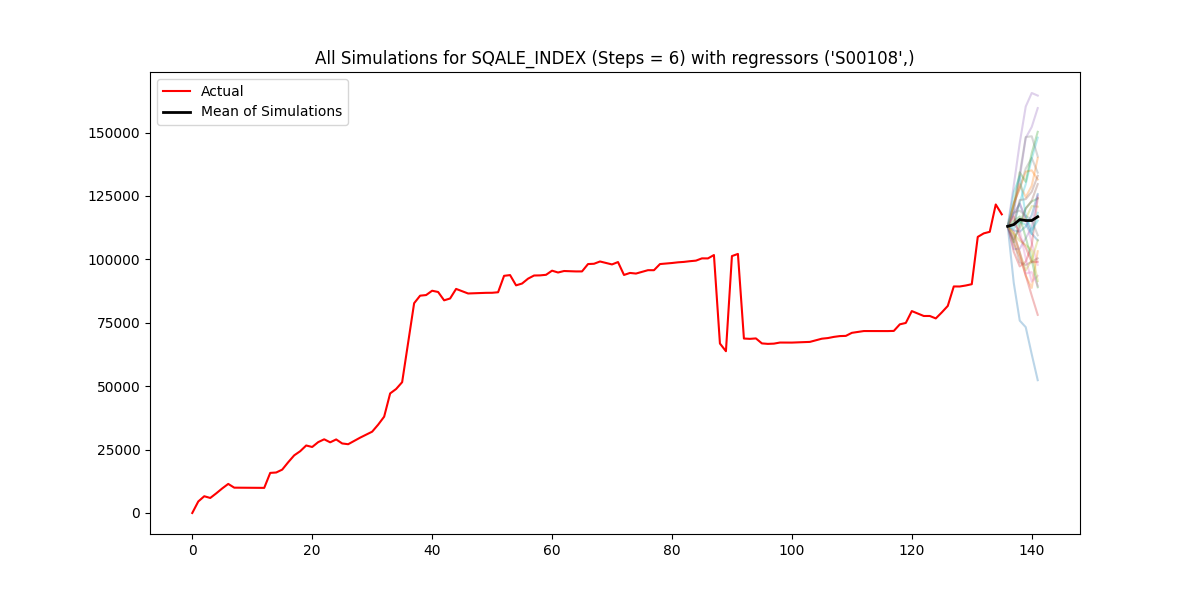 All Simulations for SQALE_INDEX (Steps = 6) with regressors ('S00108',)
Actual
Mean of Simulations
150000
125000
100000
75000
50000
25000
0
0 20 40 60 80 100 120 140